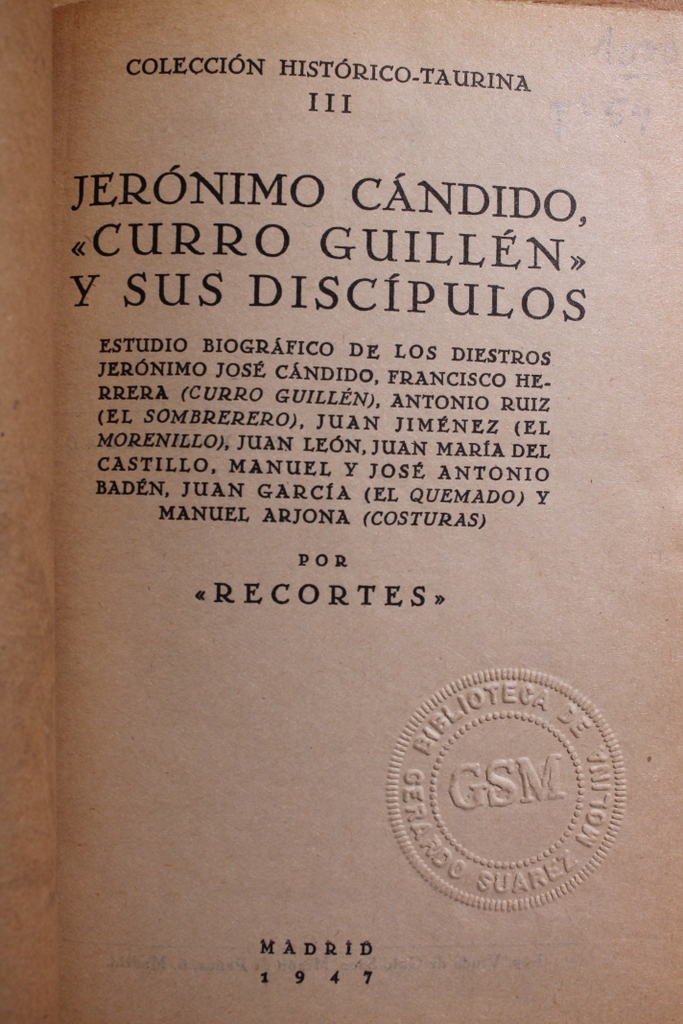 COLECCIÓN HISTÓRICO-TAURINA
III
JERÓNIMO CÁNDIDO,
«CURRO GUILLÉN»
Y SUS DISCÍPULOS
ESTUDIO BIOGRÁFICO DE LOS DIESTROS
JERÓNIMO JOSÉ CÁNDIDO, FRANCISCO HE-
RRERA (CURRO GUILLÉN), ANTONIO RUIZ
(EL SOMBRERERO), JUAN JIMÉNEZ (EL
MORENILLO), JUAN LEÓN, JUAN MARÍA DEL
CASTILLO, MANUEL Y JOSÉ ANTONIO
BADÉN, JUAN GARCÍA (EL QUEMADO) Y
MANUEL ARJONA (COSTURAS)
POR
«RECORTES»
BIBLIOTECA DE
GERARDO SUAREZ MOLINA
GSM
MADRID
1947